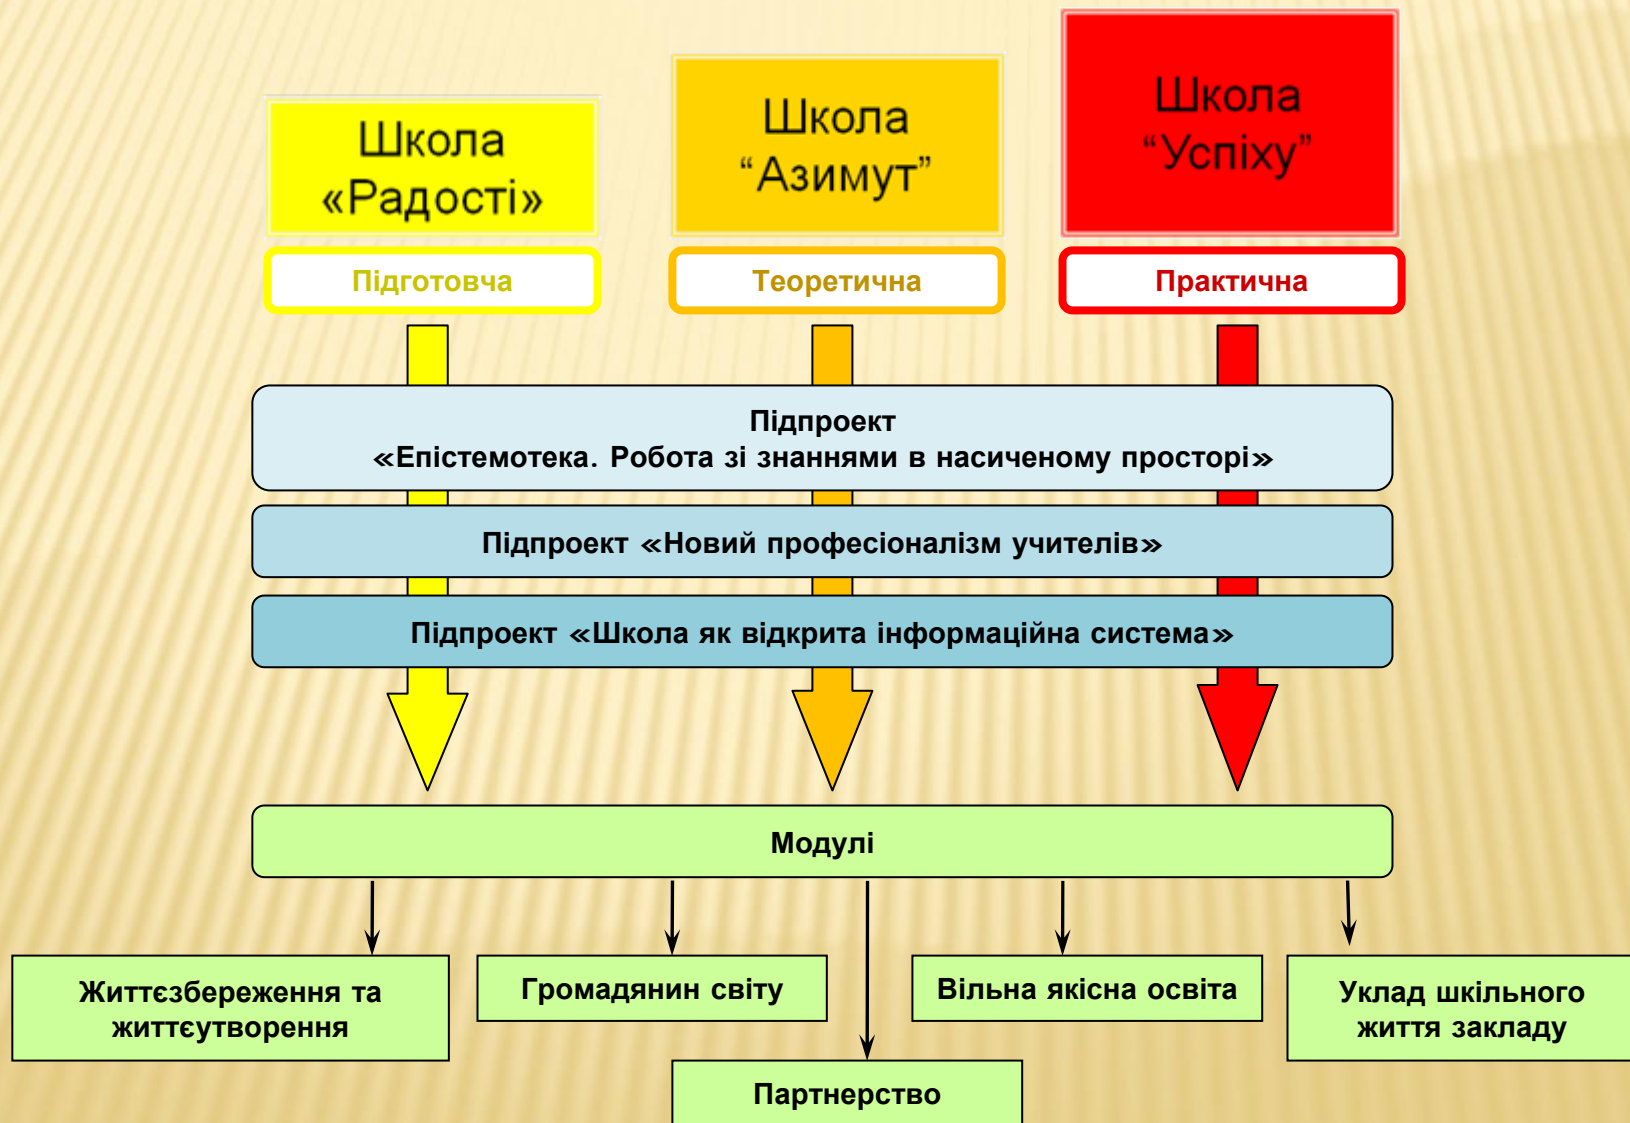 Школа
«Радості»
Школа
“Азимут”
Школа
“Успіху”
Підготовча
Теоретична
Практична
Підпроект
«Епістемотека. Робота зі знаннями в насиченому просторі»
Підпроект «Новий професіоналізм учителів»
Підпроект «Школа як відкрита інформаційна система»
Модулі
Життєзбереження та
життєутворення
Громадянин світу
Партнерство
Вільна якісна освіта
Уклад шкільного
життя закладу